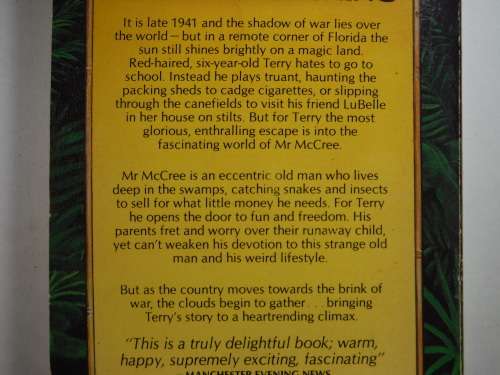 It is late 1941 and the shadow of war lies over
the world — but in a remote corner of Florida the
sun still shines brightly on a magic land.
Red-haired, six-year-old Terry hates to go to
school. Instead he plays truant, haunting the
packing sheds to cadge cigarettes, or slipping
through the canefields to visit his friend LuBelle
in her house on stilts. But for Terry the most
glorious, enthralling escape is into the
fascinating world of Mr McCree.
Mr McCree is an eccentric old man who lives
deep in the swamps, catching snakes and insects
to sell for what little money he needs. For Terry
he opens the door to fun and freedom. His
parents fret and worry over their runaway child,
yet can't weaken his devotion to this strange old
man and his weird lifestyle.
But as the country moves towards the brink of
war, the clouds begin to gather . . . bringing
Terry's story to a heartrending climax.
"This is a truly delightful book; warm,
happy, supremely exciting, fascinating"
– MANCHESTER EVENING NEWS